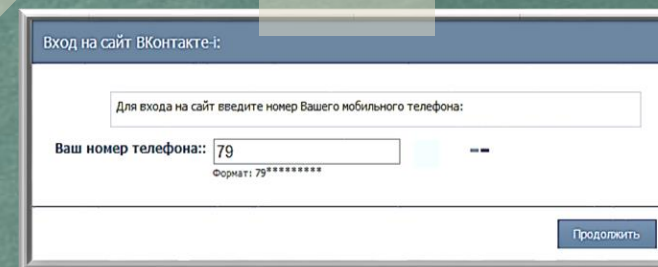 Вход на сайт ВКонтакте-i:
Для входа на сайт введите номер Вашего мобильного телефона:
Ваш номер телефона:: 79
Формат: 79*********
Продолжить